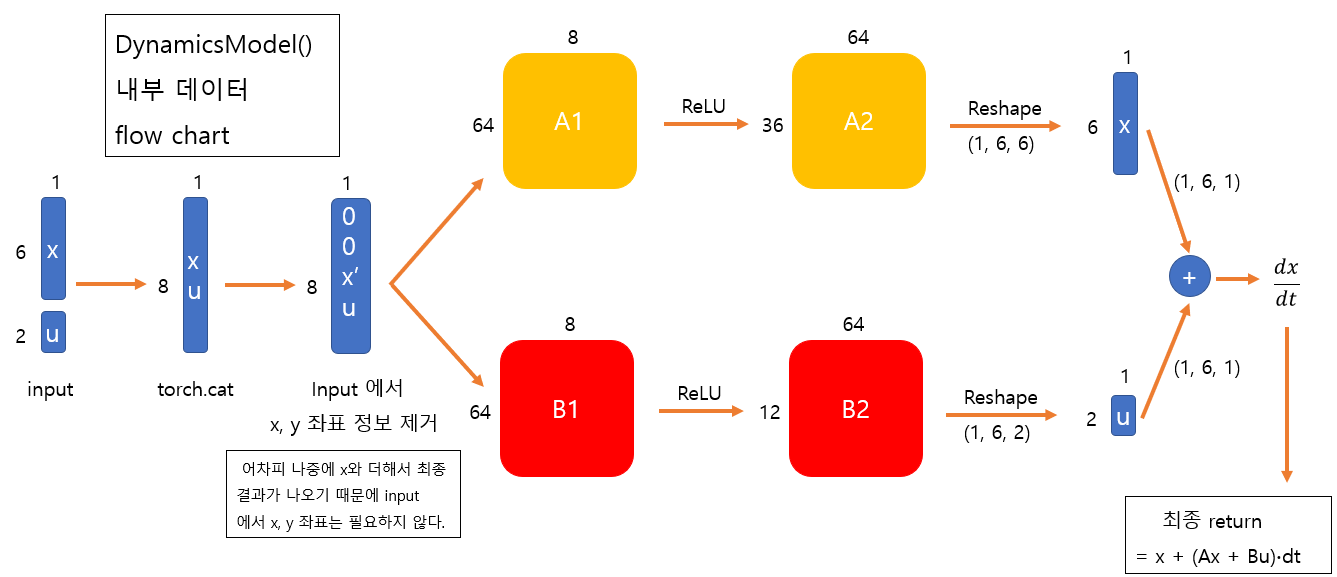 DynamicsModel()
내부 데이터
flow chart
1
6
x
2
u
input
1
8
x
u
torch.cat
1
8
0
0
x′
u
Input 에서
x, y 좌표 정보 제거
어차피 나중에 x와 더해서 최종
결과가 나오기 때문에 input
에서 x, y 좌표는 필요하지 않다.
8
64
A1
ReLU
64
36
A2
Reshape
(1, 6, 6)
1
6
x
(1, 6, 1)
8
64
B1
ReLU
64
12
B2
Reshape
(1, 6, 2)
1
2
u
(1, 6, 1)
+
dx
dt
최종 return
= x + (Ax + Bu)·dt